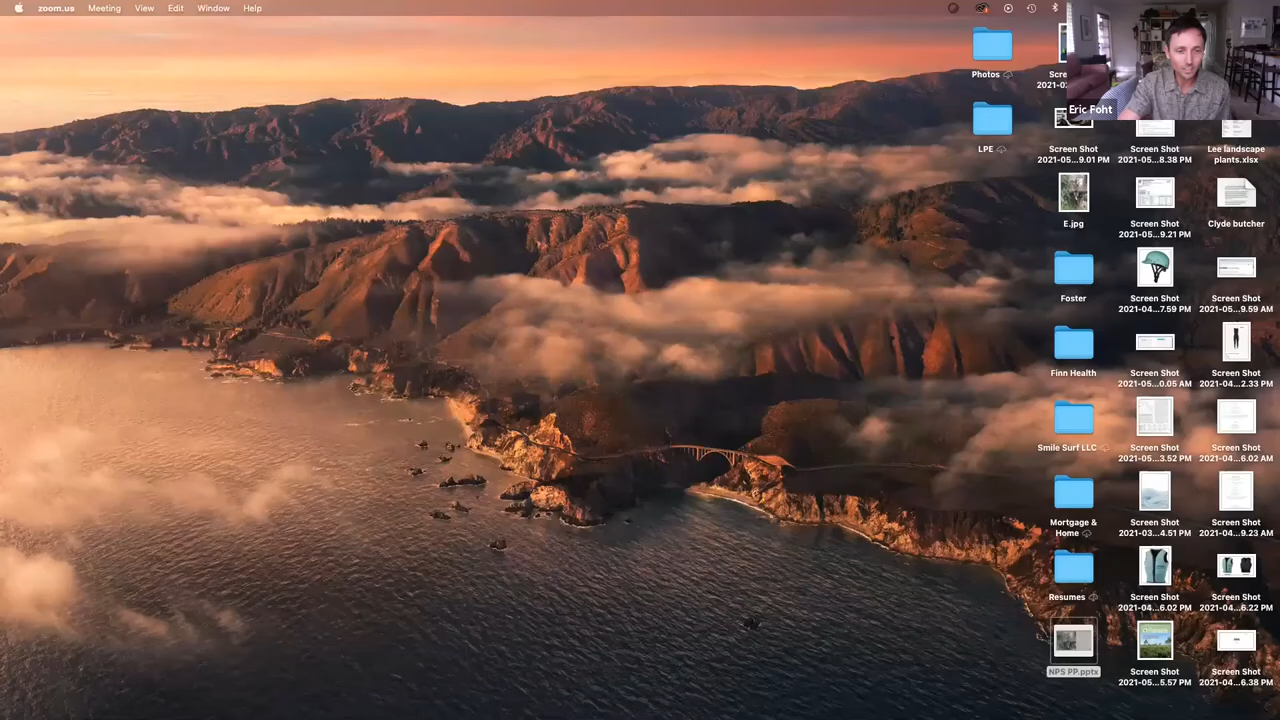 zoom.us Meeting View Edit Window Help
Eric Foht
Photos
Scre
2021-02
LPE
Screen Shot
2021-05...9.01 PM
Screen Shot
2021-05...8.38 PM
Lee landscape
plants.xlsx
E.jpg
Screen Shot
2021-05...9.21 PM
Clyde butcher
Foster
Screen Shot
2021-04...7.59 PM
Screen Shot
2021-05...9.59 AM
Finn Health
Screen Shot
2021-05...0.05 AM
Screen Shot
2021-04...2.33 PM
Smile Surf LLC
Screen Shot
2021-05...3.52 PM
Screen Shot
2021-04...6.02 AM
Mortgage &
Home
Screen Shot
2021-03...4.51 PM
Screen Shot
2021-04...9.23 AM
Resumes
Screen Shot
2021-04...6.02 PM
Screen Shot
2021-04...6.22 PM
NPS PP.pptx
Screen Shot
2021-05...5.57 PM
Screen Shot
2021-04...6.38 PM